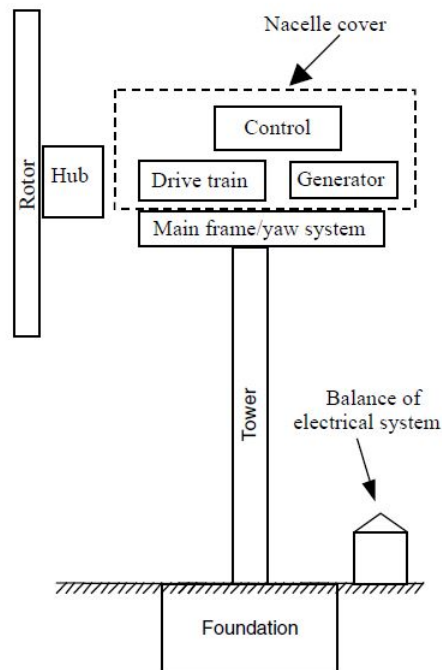 Nacelle cover
Control
Rotor
Hub
Drive train
Generator
Main frame/yaw system
Tower
Balance of
electrical system
Foundation